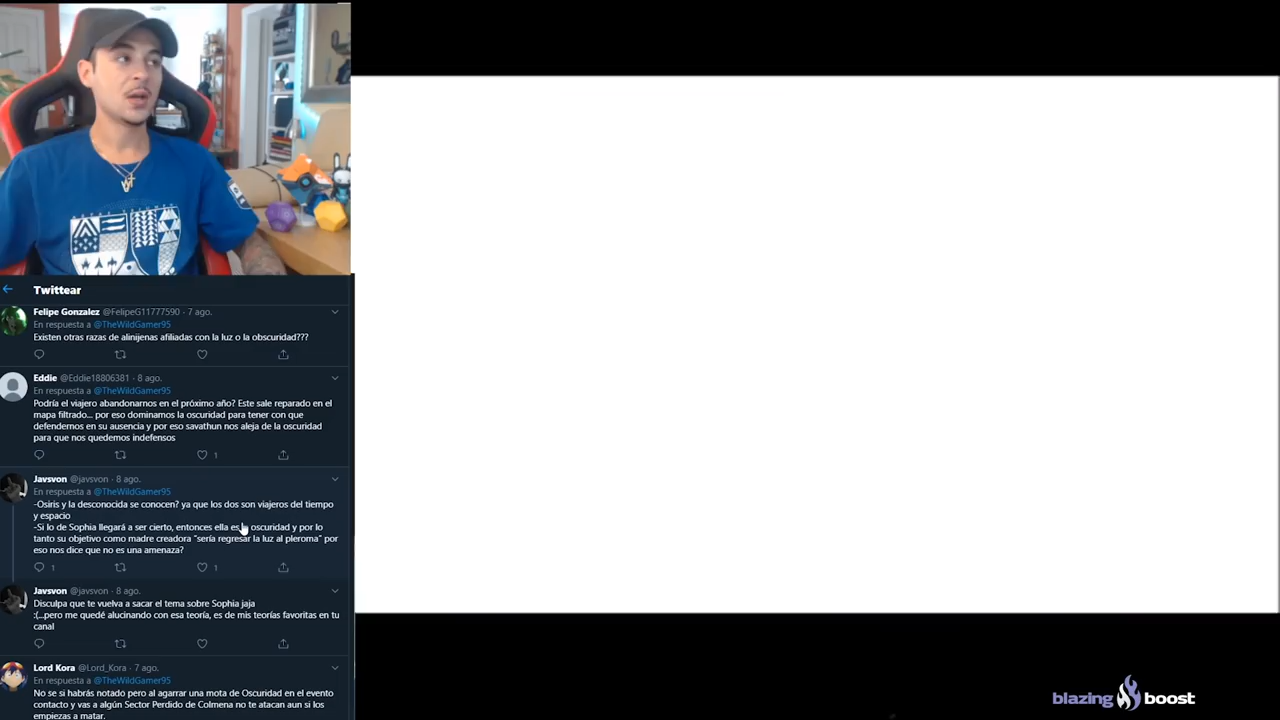 Twittear
Felipe Gonzalez @FelipeG11777590 · 7 ago.
En respuesta a @TheWildGamer95
Existen otras razas de alinijenas afiliadas con la luz o la obscuridad???
Eddie @Eddie18806381 · 8 ago.
En respuesta a @TheWildGamer95
Podría el viajero abandonarnos en el próximo año? Este sale reparado en el
mapa filtrado... por eso dominamos la oscuridad para tener con que
defendernos en su ausencia y por eso savathun nos aleja de la oscuridad
para que nos quedemos indefensos
1
Javsvon @javsvon · 8 ago.
En respuesta a @TheWildGamer95
-Osiris y la desconocida se conocen? ya que los dos son viajeros del tiempo
y espacio
-Si lo de Sophia llegará a ser cierto, entonces ella es oscuridad y por lo
tanto su objetivo como madre creadora "sería regresar la luz al pleroma" por
eso nos dice que no es una amenaza?
1 1
Javsvon @javsvon · 8 ago.
Disculpa que te vuelva a sacar el tema sobre Sophia jaja
:(...pero me quedé alucinando con esa teoría, es de mis teorías favoritas en tu
canal
Lord Kora @Lord_Kora · 7 ago.
En respuesta a @TheWildGamer95
No se si habrás notado pero al agarrar una mota de Oscuridad en el evento
contacto y vas a algún Sector Perdido de Colmena no te atacan aun si los
empiezas a matar.
blazing boost